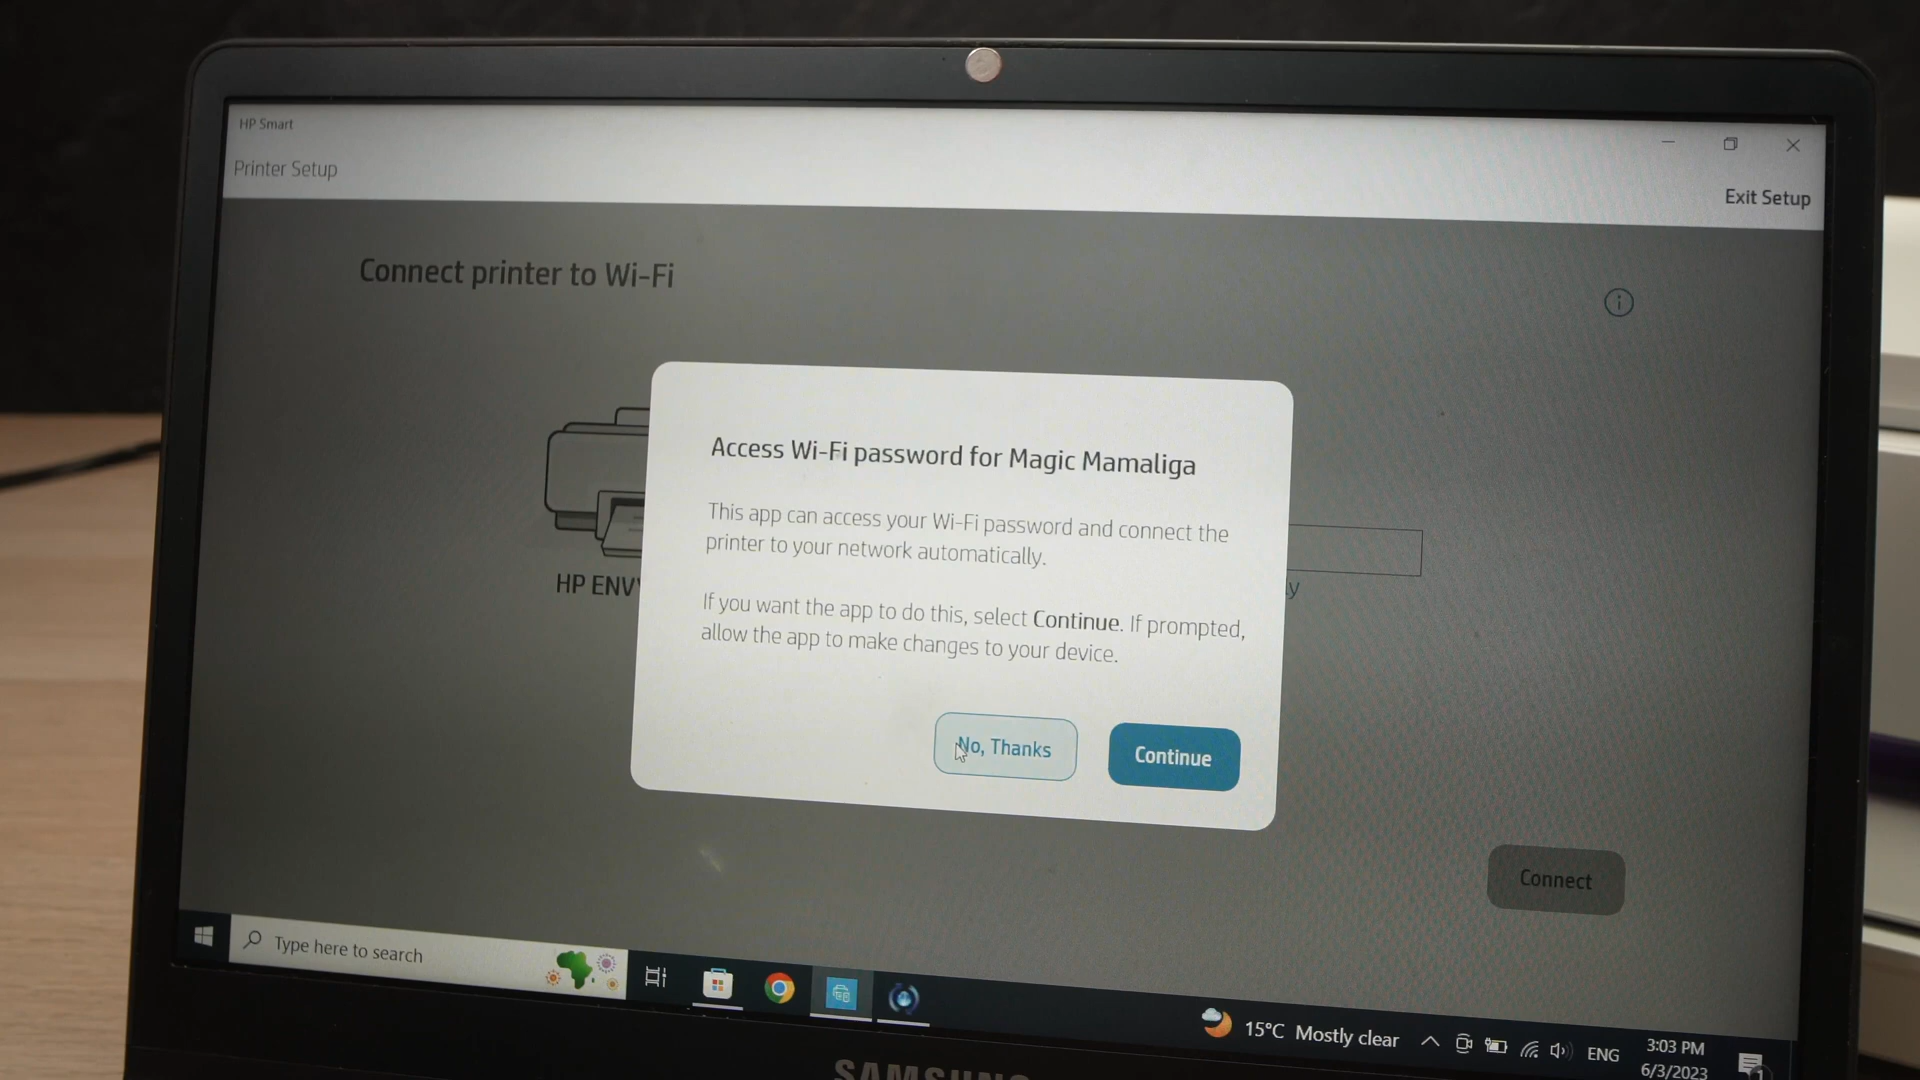 HP Smart
Printer Setup
Exit Setup
Connect printer to Wi-Fi
Access Wi-Fi password for Magic Mamaliga
This app can access your Wi-Fi password and connect the
printer to your network automatically.
If you want the app to do this, select Continue. If prompted,
allow the app to make changes to your device.
HP ENVY
y
No, Thanks
Continue
Connect
Type here to search
15°C Mostly clear
ENG
3:03 PM
6/3/2023
1
SAMSUNG